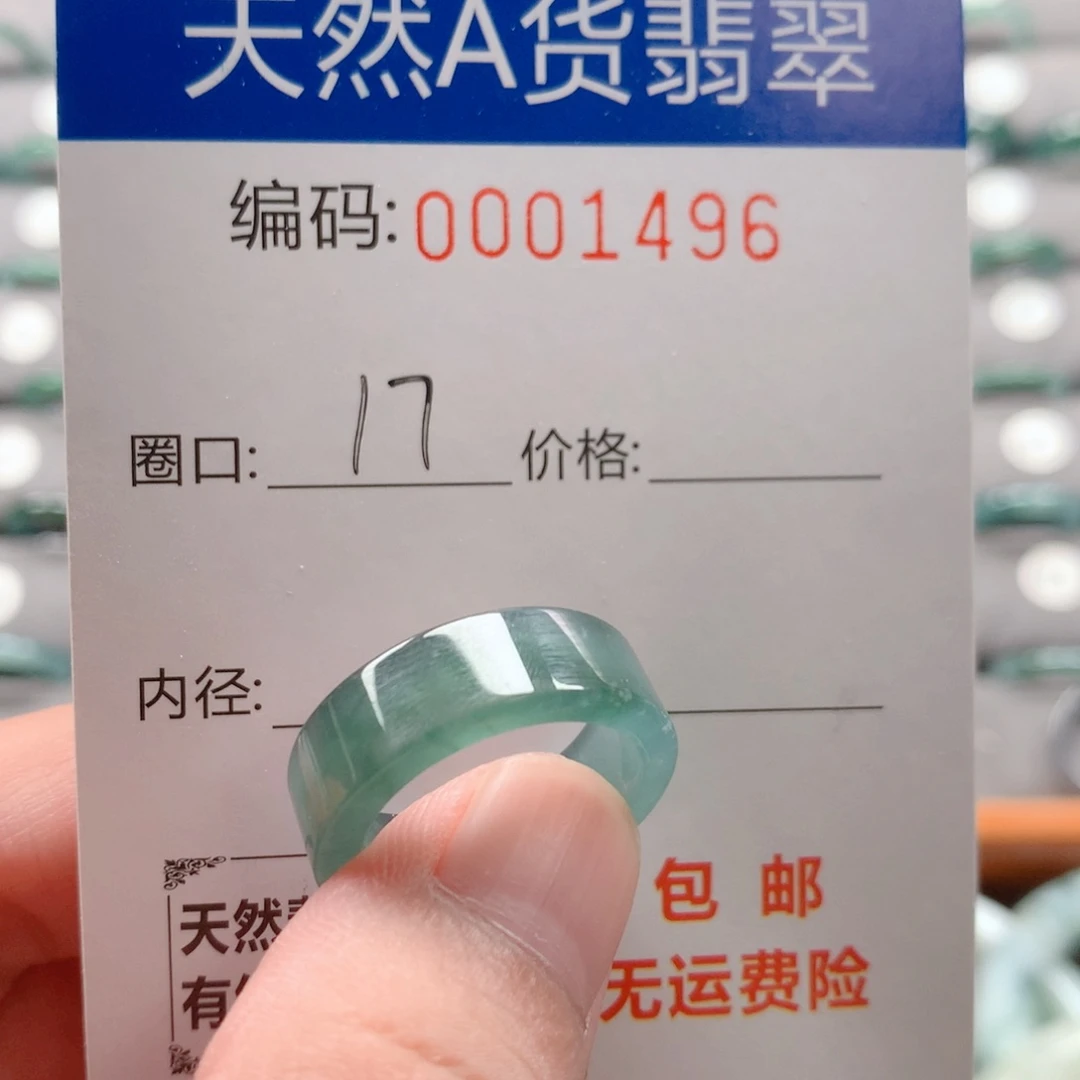 天然A货翡翠
编码:0001496
圈口: 17 价格:
内径:
天然
有
包 邮
无运费险